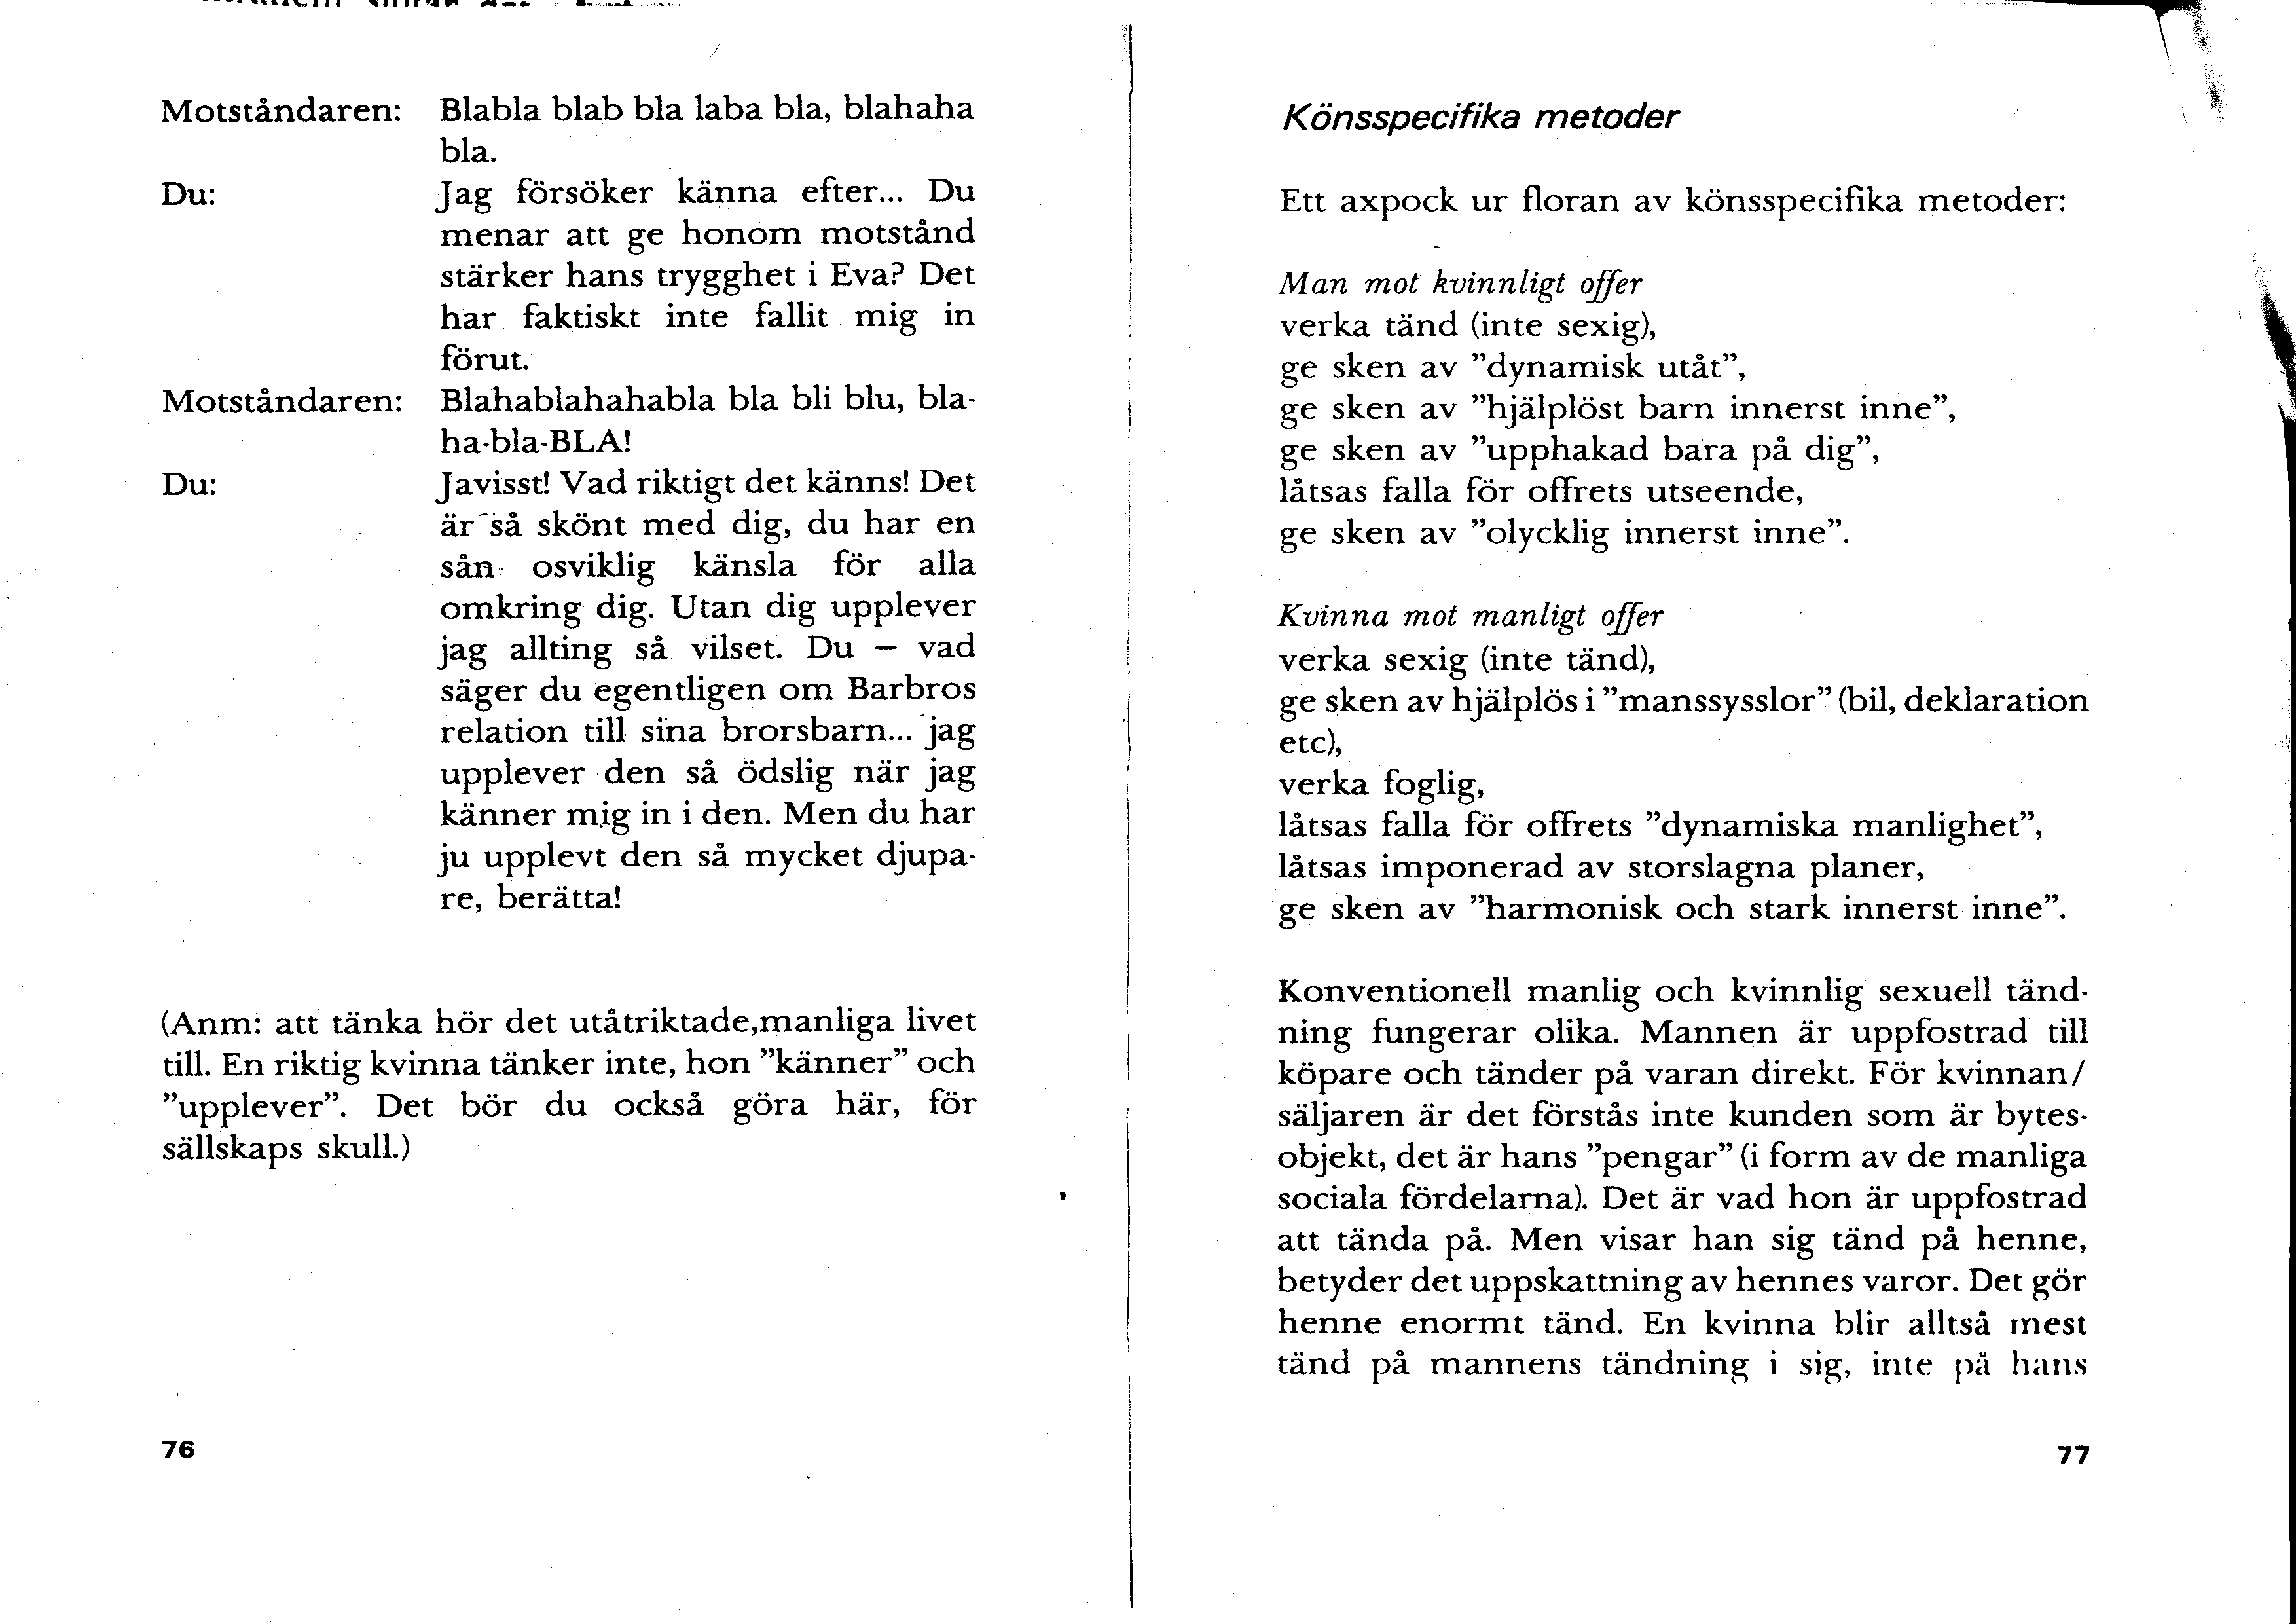 Motståndaren: Blabla blab bla laba bla, blahaha
bla.
Du: Jag försöker känna efter... Du
menar att ge honom motstånd
stärker hans trygghet i Eva? Det
har faktiskt inte fallit mig in
förut.
Motståndaren: Blahablahahabla bla bli blu, bla-
ha-bla-BLA!
Du: Javisst! Vad riktigt det känns! Det
är så skönt med dig, du har en
sån osviklig känsla för alla
omkring dig. Utan dig upplever
jag allting så vilset. Du – vad
säger du egentligen om Barbros
relation till sina brorsbarn... jag
upplever den så ödslig när jag
känner mig in i den. Men du har
ju upplevt den så mycket djupa-
re, berätta!
(Anm: att tänka hör det utåtriktade,manliga livet
till. En riktig kvinna tänker inte, hon ”känner” och
”upplever”. Det bör du också göra här, för
sällskaps skull.)
76
Könsspecifika metoder
Ett axpock ur floran av könsspecifika metoder:
Man mot kvinnligt offer
verka tänd (inte sexig),
ge sken av ”dynamisk utåt”,
ge sken av ”hjälplöst barn innerst inne”,
ge sken av ”upphakad bara på dig”,
låtsas falla för offrets utseende,
ge sken av ”olycklig innerst inne”.
Kvinna mot manligt offer
verka sexig (inte tänd),
ge sken av hjälplös i ”manssysslor” (bil, deklaration
etc),
verka foglig,
låtsas falla för offrets ”dynamiska manlighet”,
låtsas imponerad av storslagna planer,
ge sken av ”harmonisk och stark innerst inne”.
Konventionell manlig och kvinnlig sexuell tänd-
ning fungerar olika. Mannen är uppfostrad till
köpare och tänder på varan direkt. För kvinnan/
säljaren är det förstås inte kunden som är bytes-
objekt, det är hans ”pengar” (i form av de manliga
sociala fördelarna). Det är vad hon är uppfostrad
att tända på. Men visar han sig tänd på henne,
betyder det uppskattning av hennes varor. Det gör
henne enormt tänd. En kvinna blir alltså mest
tänd på mannens tändning i sig, inte på hans
77